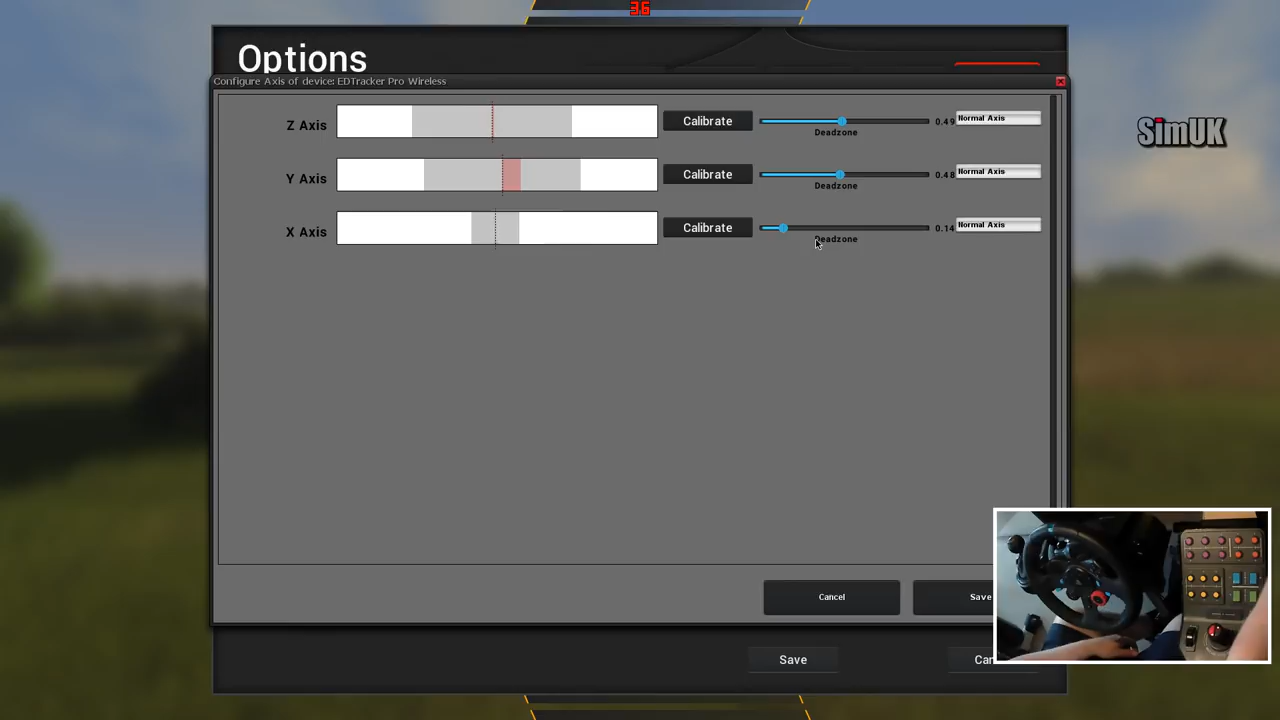 36
Options
Configure Axis of device: EDTracker Pro Wireless
SimUK
Z Axis
Calibrate
Deadzone
0.49
Normal Axis
Y Axis
Calibrate
Deadzone
0.48
Normal Axis
X Axis
Calibrate
Deadzone
0.14
Normal Axis
Cancel
Save
Save
Can